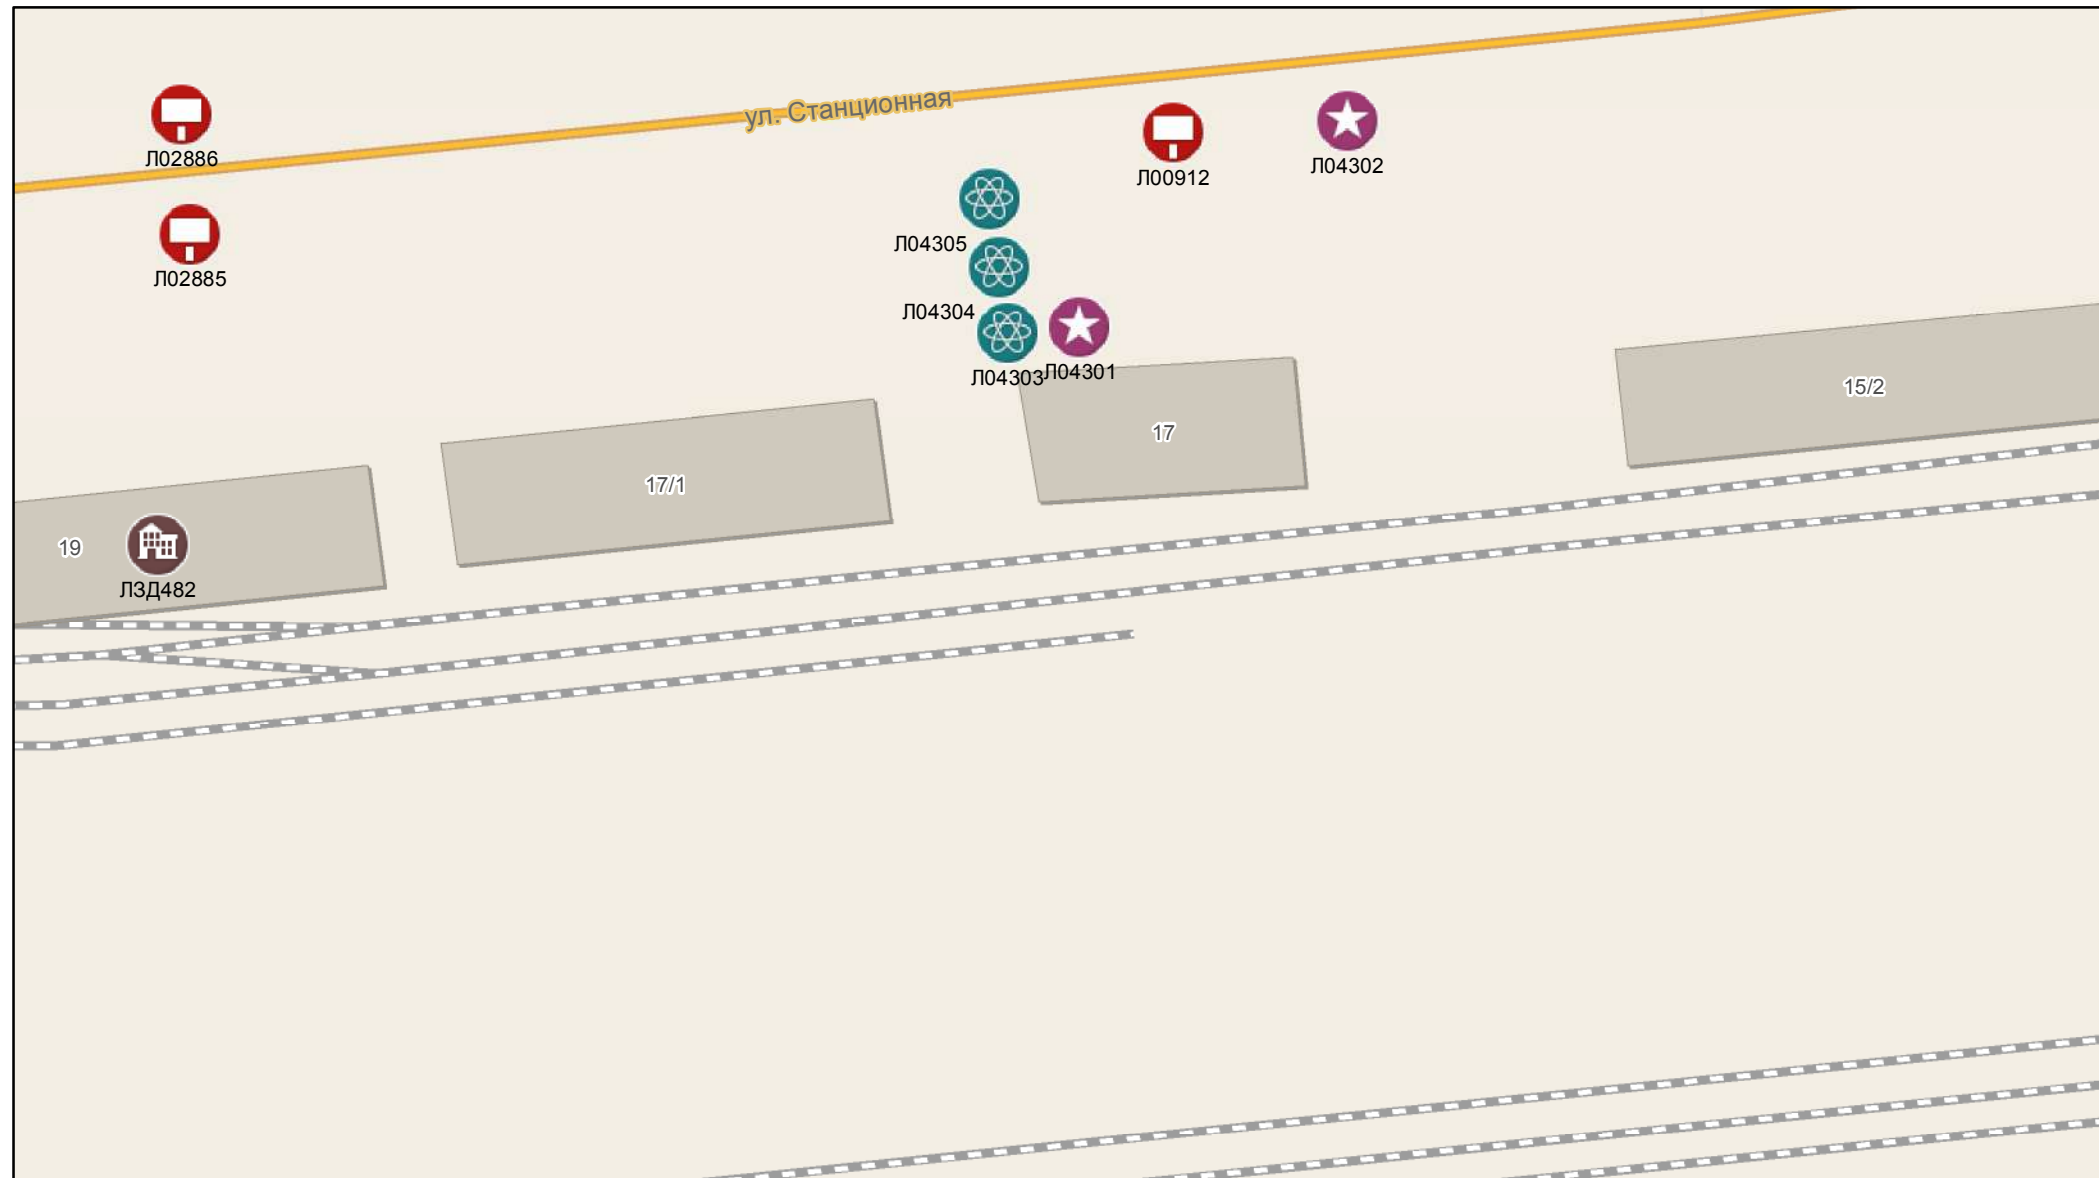 ул. Станционная
Л02886
Л00912
Л04302
Л04305
Л02885
Л04304
Л04303
Л04301
15/2
17
17/1
19
ЛЗД482